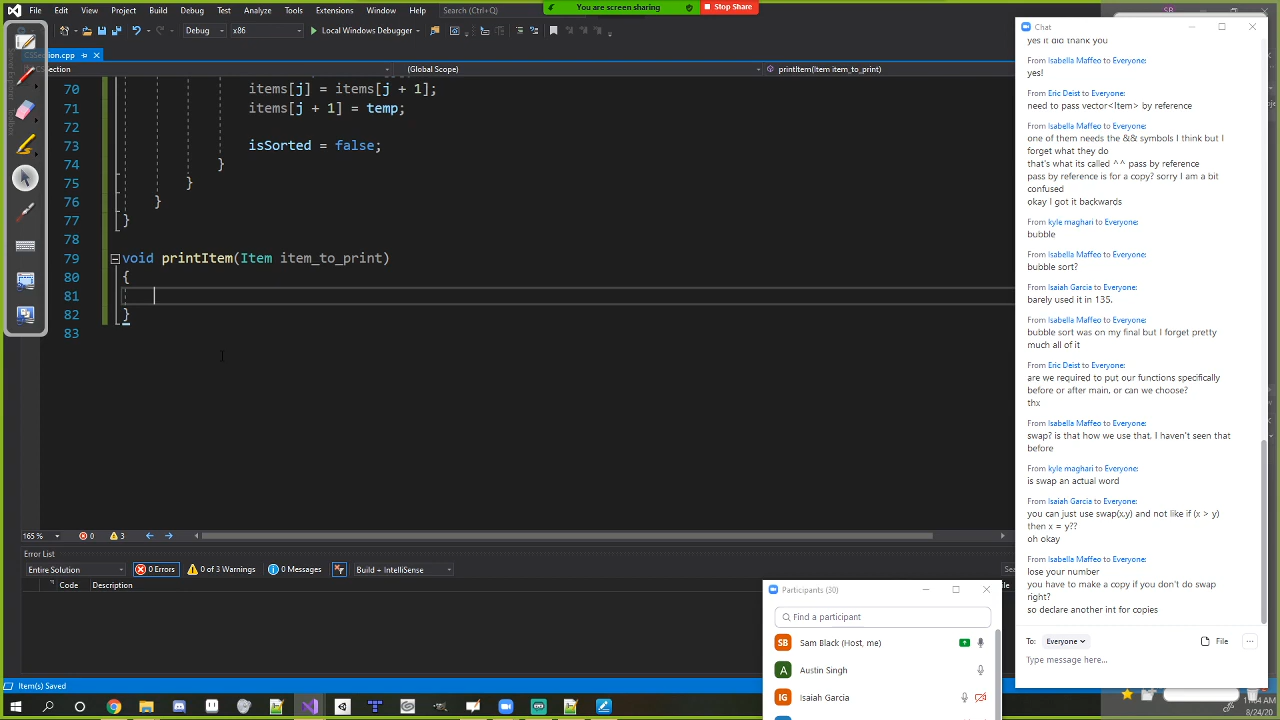 You are screen sharing
Stop Share
File Edit View Project Build Debug Test Analyze Tools Extensions Window Help Search (Ctrl+Q)
Debug
ows Debugger
(Global Scope)
printItem(Item item_to_print)
70 items[j] = items[j + 1];
71 items[j + 1] = temp;
72
73 isSorted = false;
74 }
75 }
76 }
77 }
78
79 void printItem(Item item_to_print)
80 {
81
82 }
83
165 %
0
3
Error List
Entire Solution
0 Errors
0 of 3 Warnings
Build + IntelliSense
Code Description
Item(s) Saved
Chat
yes it did thank you
From Isabella Maffeo to Everyone:
yes!
From Eric Deist to Everyone:
need to pass vector<Item> by reference
From Isabella Maffeo to Everyone:
one of them needs the && symbols I think but I
forget what they do
that's what its called ^^ pass by reference
pass by reference is for a copy? sorry I am a bit
confused
okay I got it backwards
From kyle maghari to Everyone:
bubble
From Isabella Maffeo to Everyone:
bubble sort?
From Isaiah Garcia to Everyone:
barely used it in 135.
From Isabella Maffeo to Everyone:
bubble sort was on my final but I forget pretty
much all of it
From Eric Deist to Everyone:
are we required to put our functions specifically
before or after main, or can we choose?
thx
From Isabella Maffeo to Everyone:
swap? is that how we use that. I haven't seen that
before
From kyle maghari to Everyone:
is swap an actual word
From Isaiah Garcia to Everyone:
you can just use swap(x,y) and not like if (x > y)
then x = y??
oh okay
From Isabella Maffeo to Everyone:
lose your number
you have to make a copy if you don't do swap
right?
so declare another int for copies
To: Everyone
File
Type message here...
Participants (30)
Find a participant
SB Sam Black (Host, me)
A Austin Singh
IG Isaiah Garcia
8/24/20